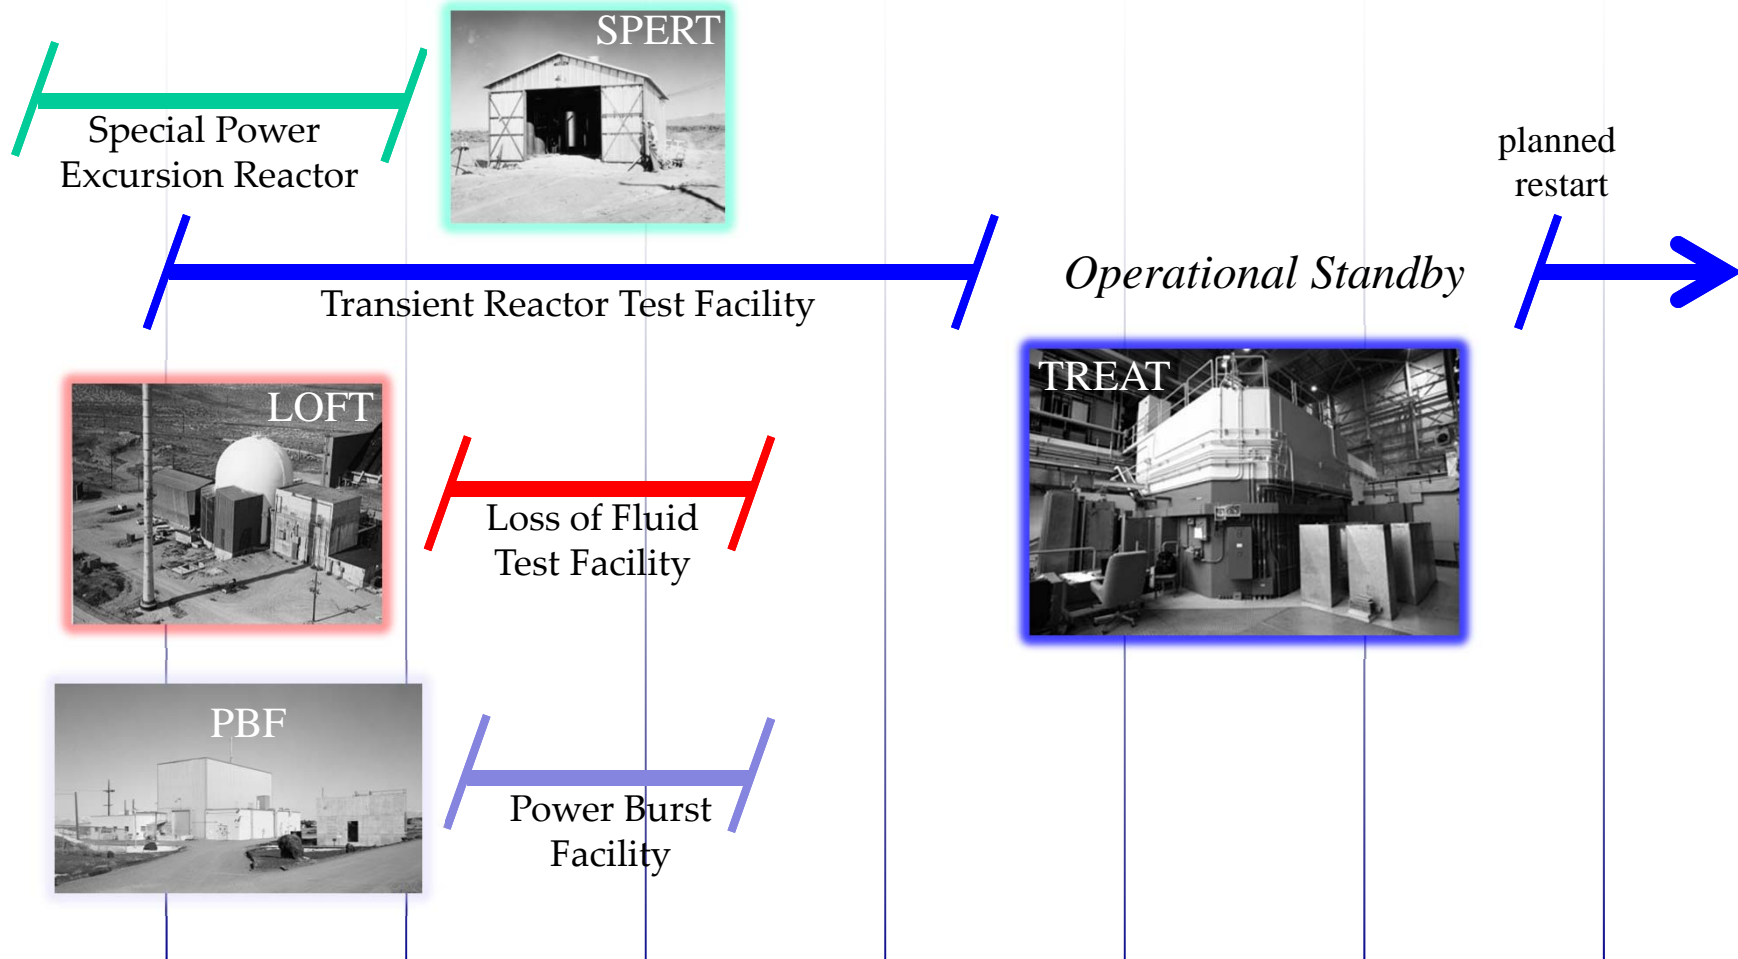 SPERT
Special Power
Excursion Reactor
planned
restart
Operational Standby
Transient Reactor Test Facility
TREAT
LOFT
Loss of Fluid
Test Facility
PBF
Power Burst
Facility